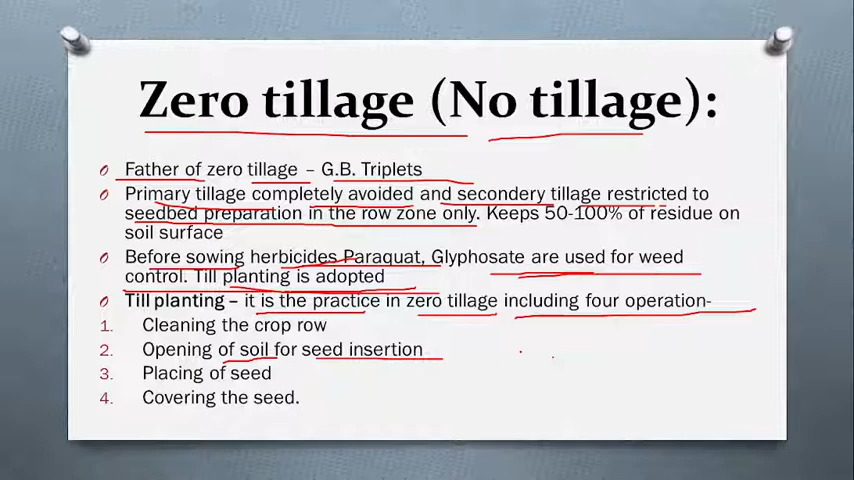 Zero tillage (No tillage):
Father of zero tillage – G.B. Triplets
Primary tillage completely avoided and secondery tillage restricted to
seedbed preparation in the row zone only. Keeps 50-100% of residue on
soil surface
Before sowing herbicides Paraquat, Glyphosate are used for weed
control. Till planting is adopted
Till planting – it is the practice in zero tillage including four operation-
1. Cleaning the crop row
2. Opening of soil for seed insertion
3. Placing of seed
4. Covering the seed.